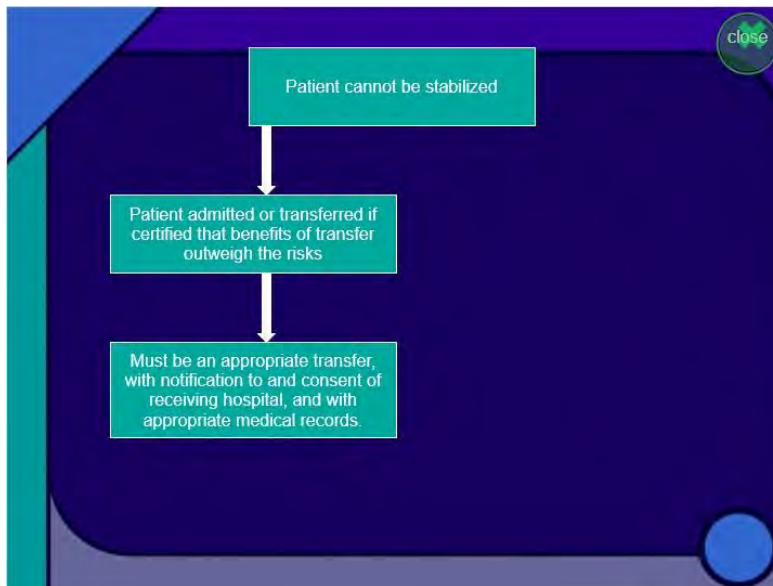 close
Patient cannot be stabilized
Patient admitted or transferred if
certified that benefits of transfer
outweigh the risks
Must be an appropriate transfer,
with notification to and consent of
receiving hospital, and with
appropriate medical records.